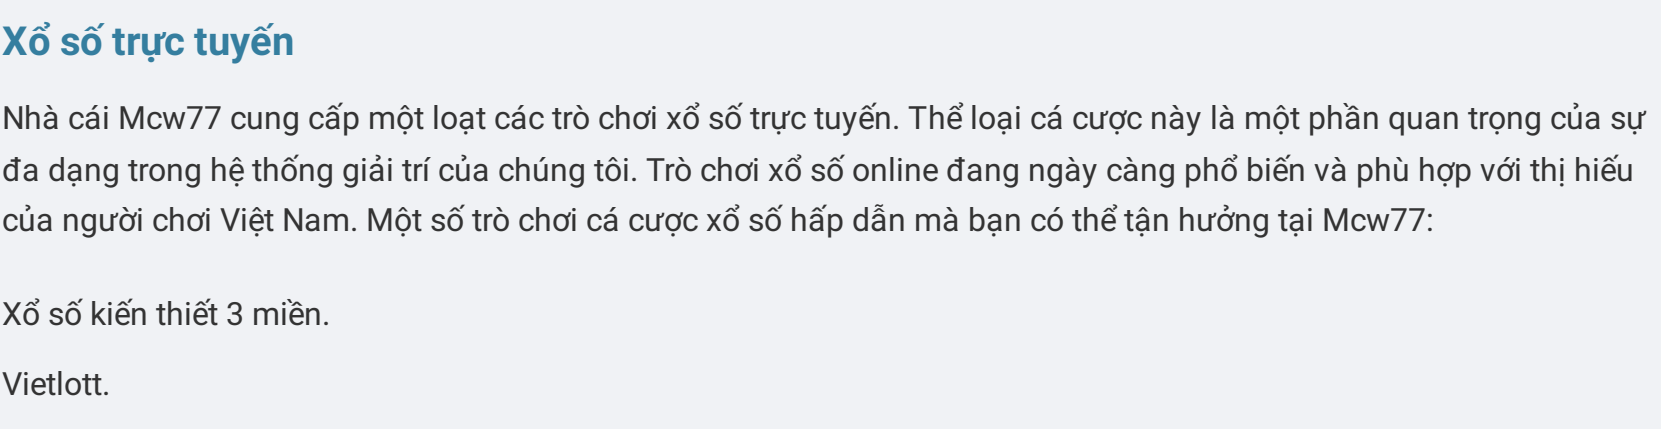 Xổ số trực tuyến
Nhà cái Mcw77 cung cấp một loạt các trò chơi xổ số trực tuyến. Thể loại cá cược này là một phần quan trọng của sự
đa dạng trong hệ thống giải trí của chúng tôi. Trò chơi xổ số online đang ngày càng phổ biến và phù hợp với thị hiếu
của người chơi Việt Nam. Một số trò chơi cá cược xổ số hấp dẫn mà bạn có thể tận hưởng tại Mcw77:
Xổ số kiến thiết 3 miền.
Vietlott.